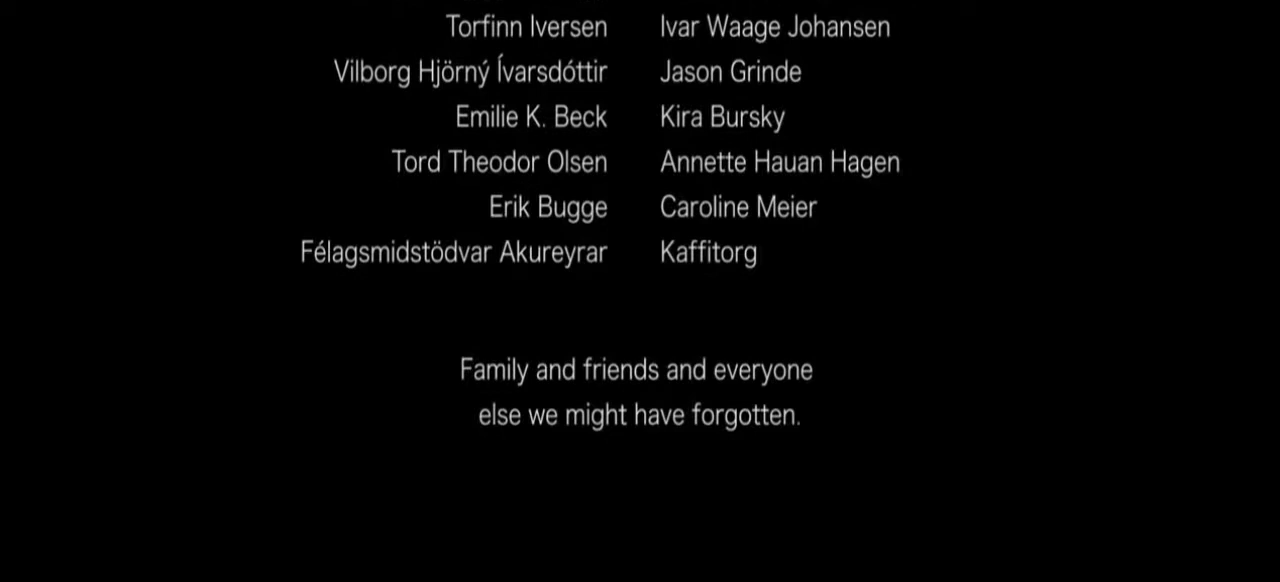 Torfinn Iversen Ivar Waage Johansen
Vilborg Hjörný Ívarsdóttir Jason Grinde
Emilie K. Beck Kira Bursky
Tord Theodor Olsen Annette Hauan Hagen
Erik Bugge Caroline Meier
Félagsmidstödvar Akureyrar Kaffitorg
Family and friends and everyone
else we might have forgotten.